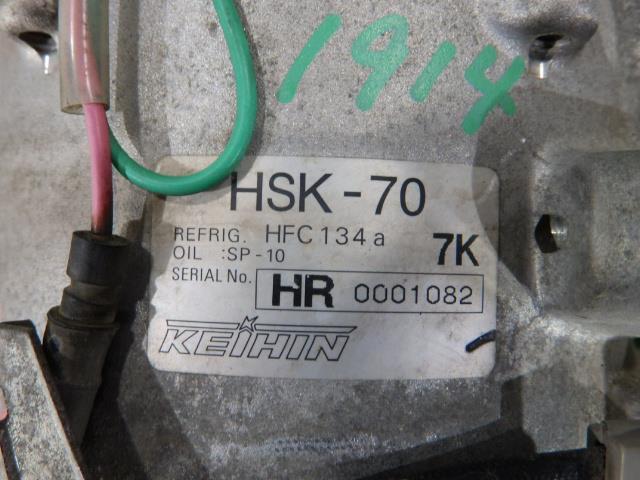 1914
HSK-70
REFRIG. HFC134a
OIL :SP-10
7K
SERIAL No. HR 0001082
KEIHIN